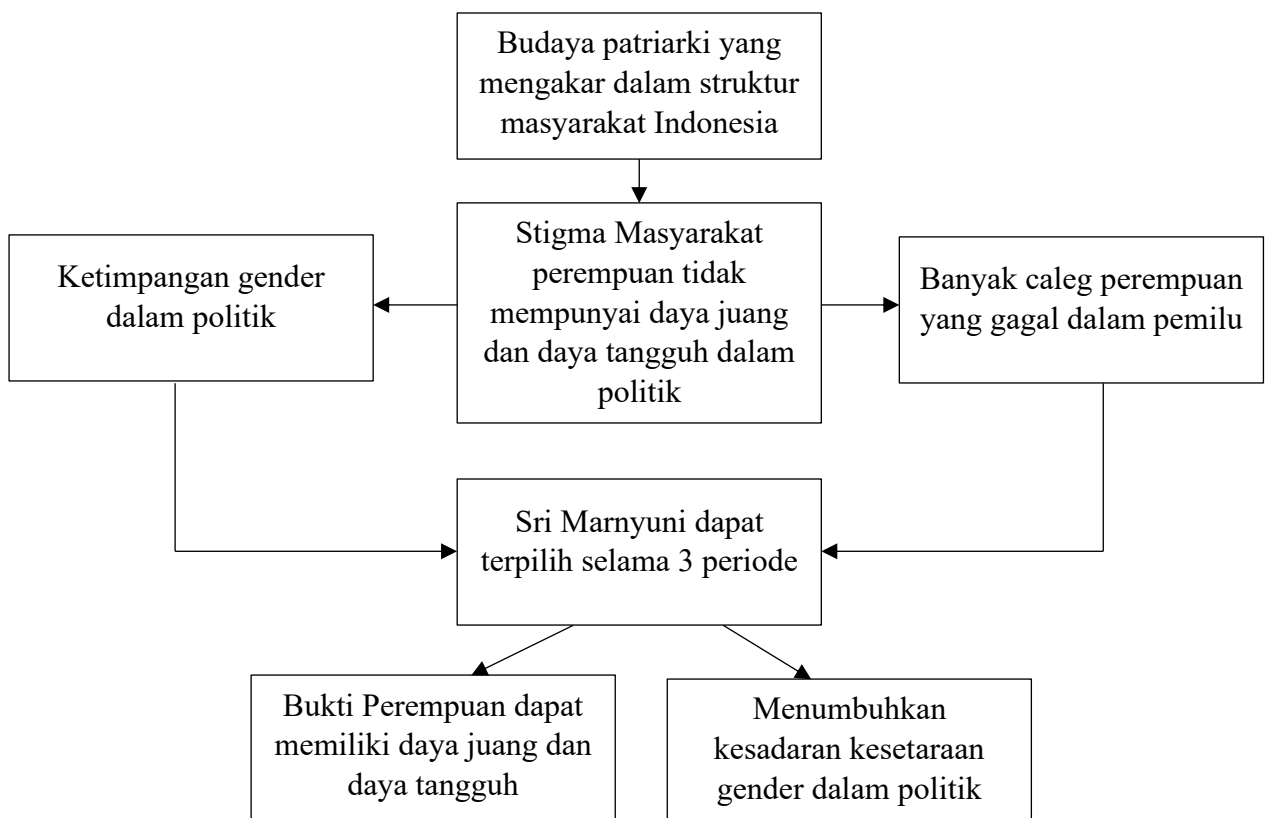 Budaya patriarki yang
mengakar dalam struktur
masyarakat Indonesia
Ketimpangan gender
dalam politik
Stigma Masyarakat
perempuan tidak
mempunyai daya juang
dan daya tangguh dalam
politik
Banyak caleg perempuan
yang gagal dalam pemilu
Sri Marnyuni dapat
terpilih selama 3 periode
Bukti Perempuan dapat
memiliki daya juang dan
daya tangguh
Menumbuhkan
kesadaran kesetaraan
gender dalam politik